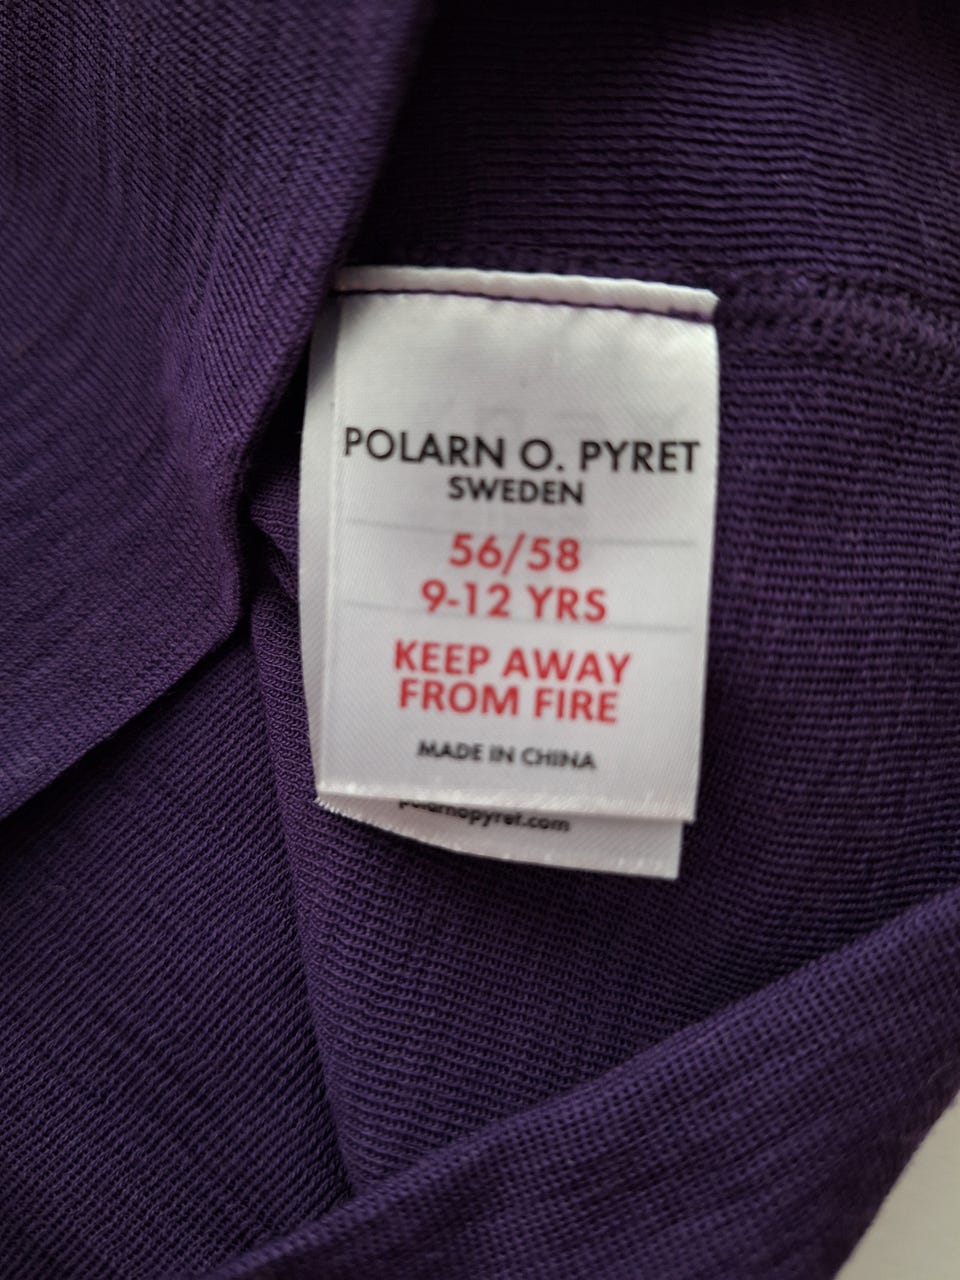 POLARN O. PYRET
SWEDEN
56/58
9-12 YRS
KEEP AWAY
FROM FIRE
MADE IN CHINA
polarnopyret.com